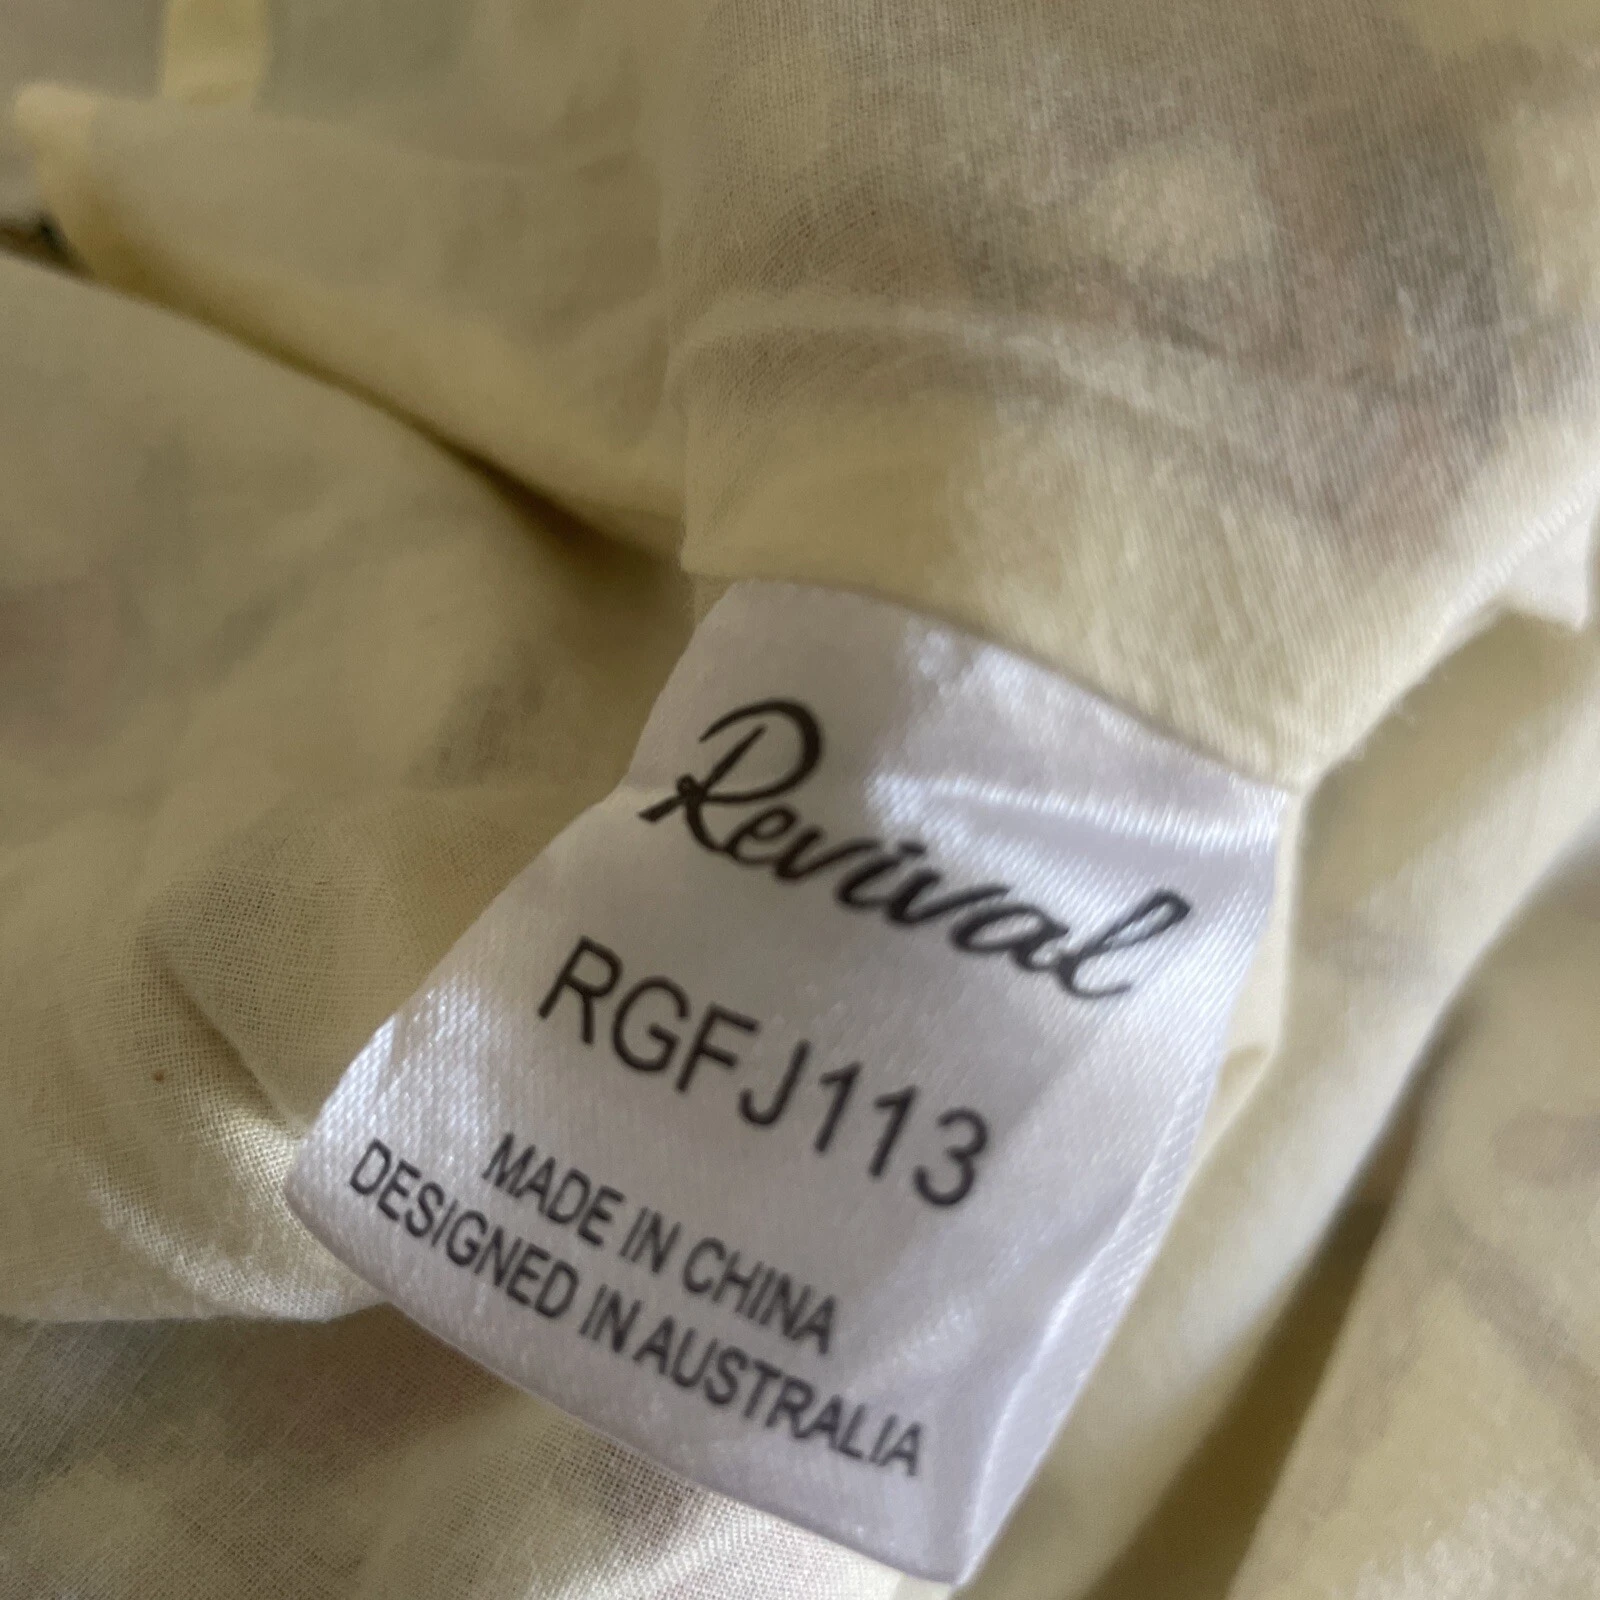 Revival
RGFJ113
MADE IN CHINA
DESIGNED IN AUSTRALIA